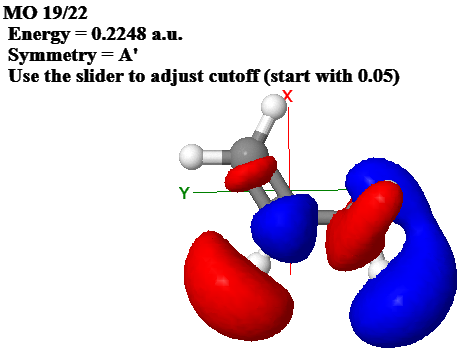 MO 19/22
Energy = 0.2248 a.u.
Symmetry = A'
Use the slider to adjust cutoff (start with 0.05)
X
Y